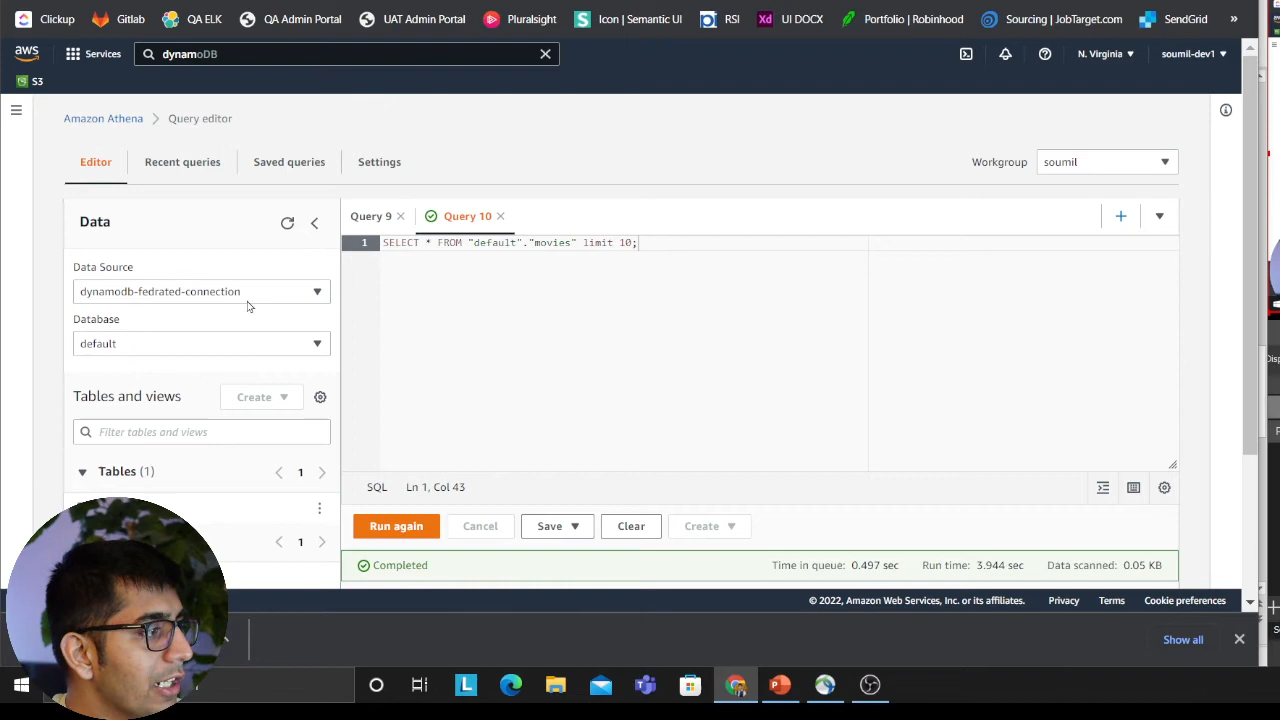 Clickup Gitlab QA ELK QA Admin Portal UAT Admin Portal Pluralsight Icon | Semantic UI RSI UI DOCX Portfolio | Robinhood Sourcing | JobTarget.com SendGrid »
aws Services dynamoDB N. Virginia soumil-dev1
S3
Amazon Athena > Query editor
Editor Recent queries Saved queries Settings Workgroup soumil
Data
Data Source
dynamodb-fedrated-connection
Database
default
Tables and views Create
Filter tables and views
Tables (1) 1
1
Query 9 Query 10
1 SELECT * FROM "default"."movies" limit 10;
SQL Ln 1, Col 43
Run again Cancel Save Clear Create
Completed Time in queue: 0.497 sec Run time: 3.944 sec Data scanned: 0.05 KB
© 2022, Amazon Web Services, Inc. or its affiliates. Privacy Terms Cookie preferences
Show all